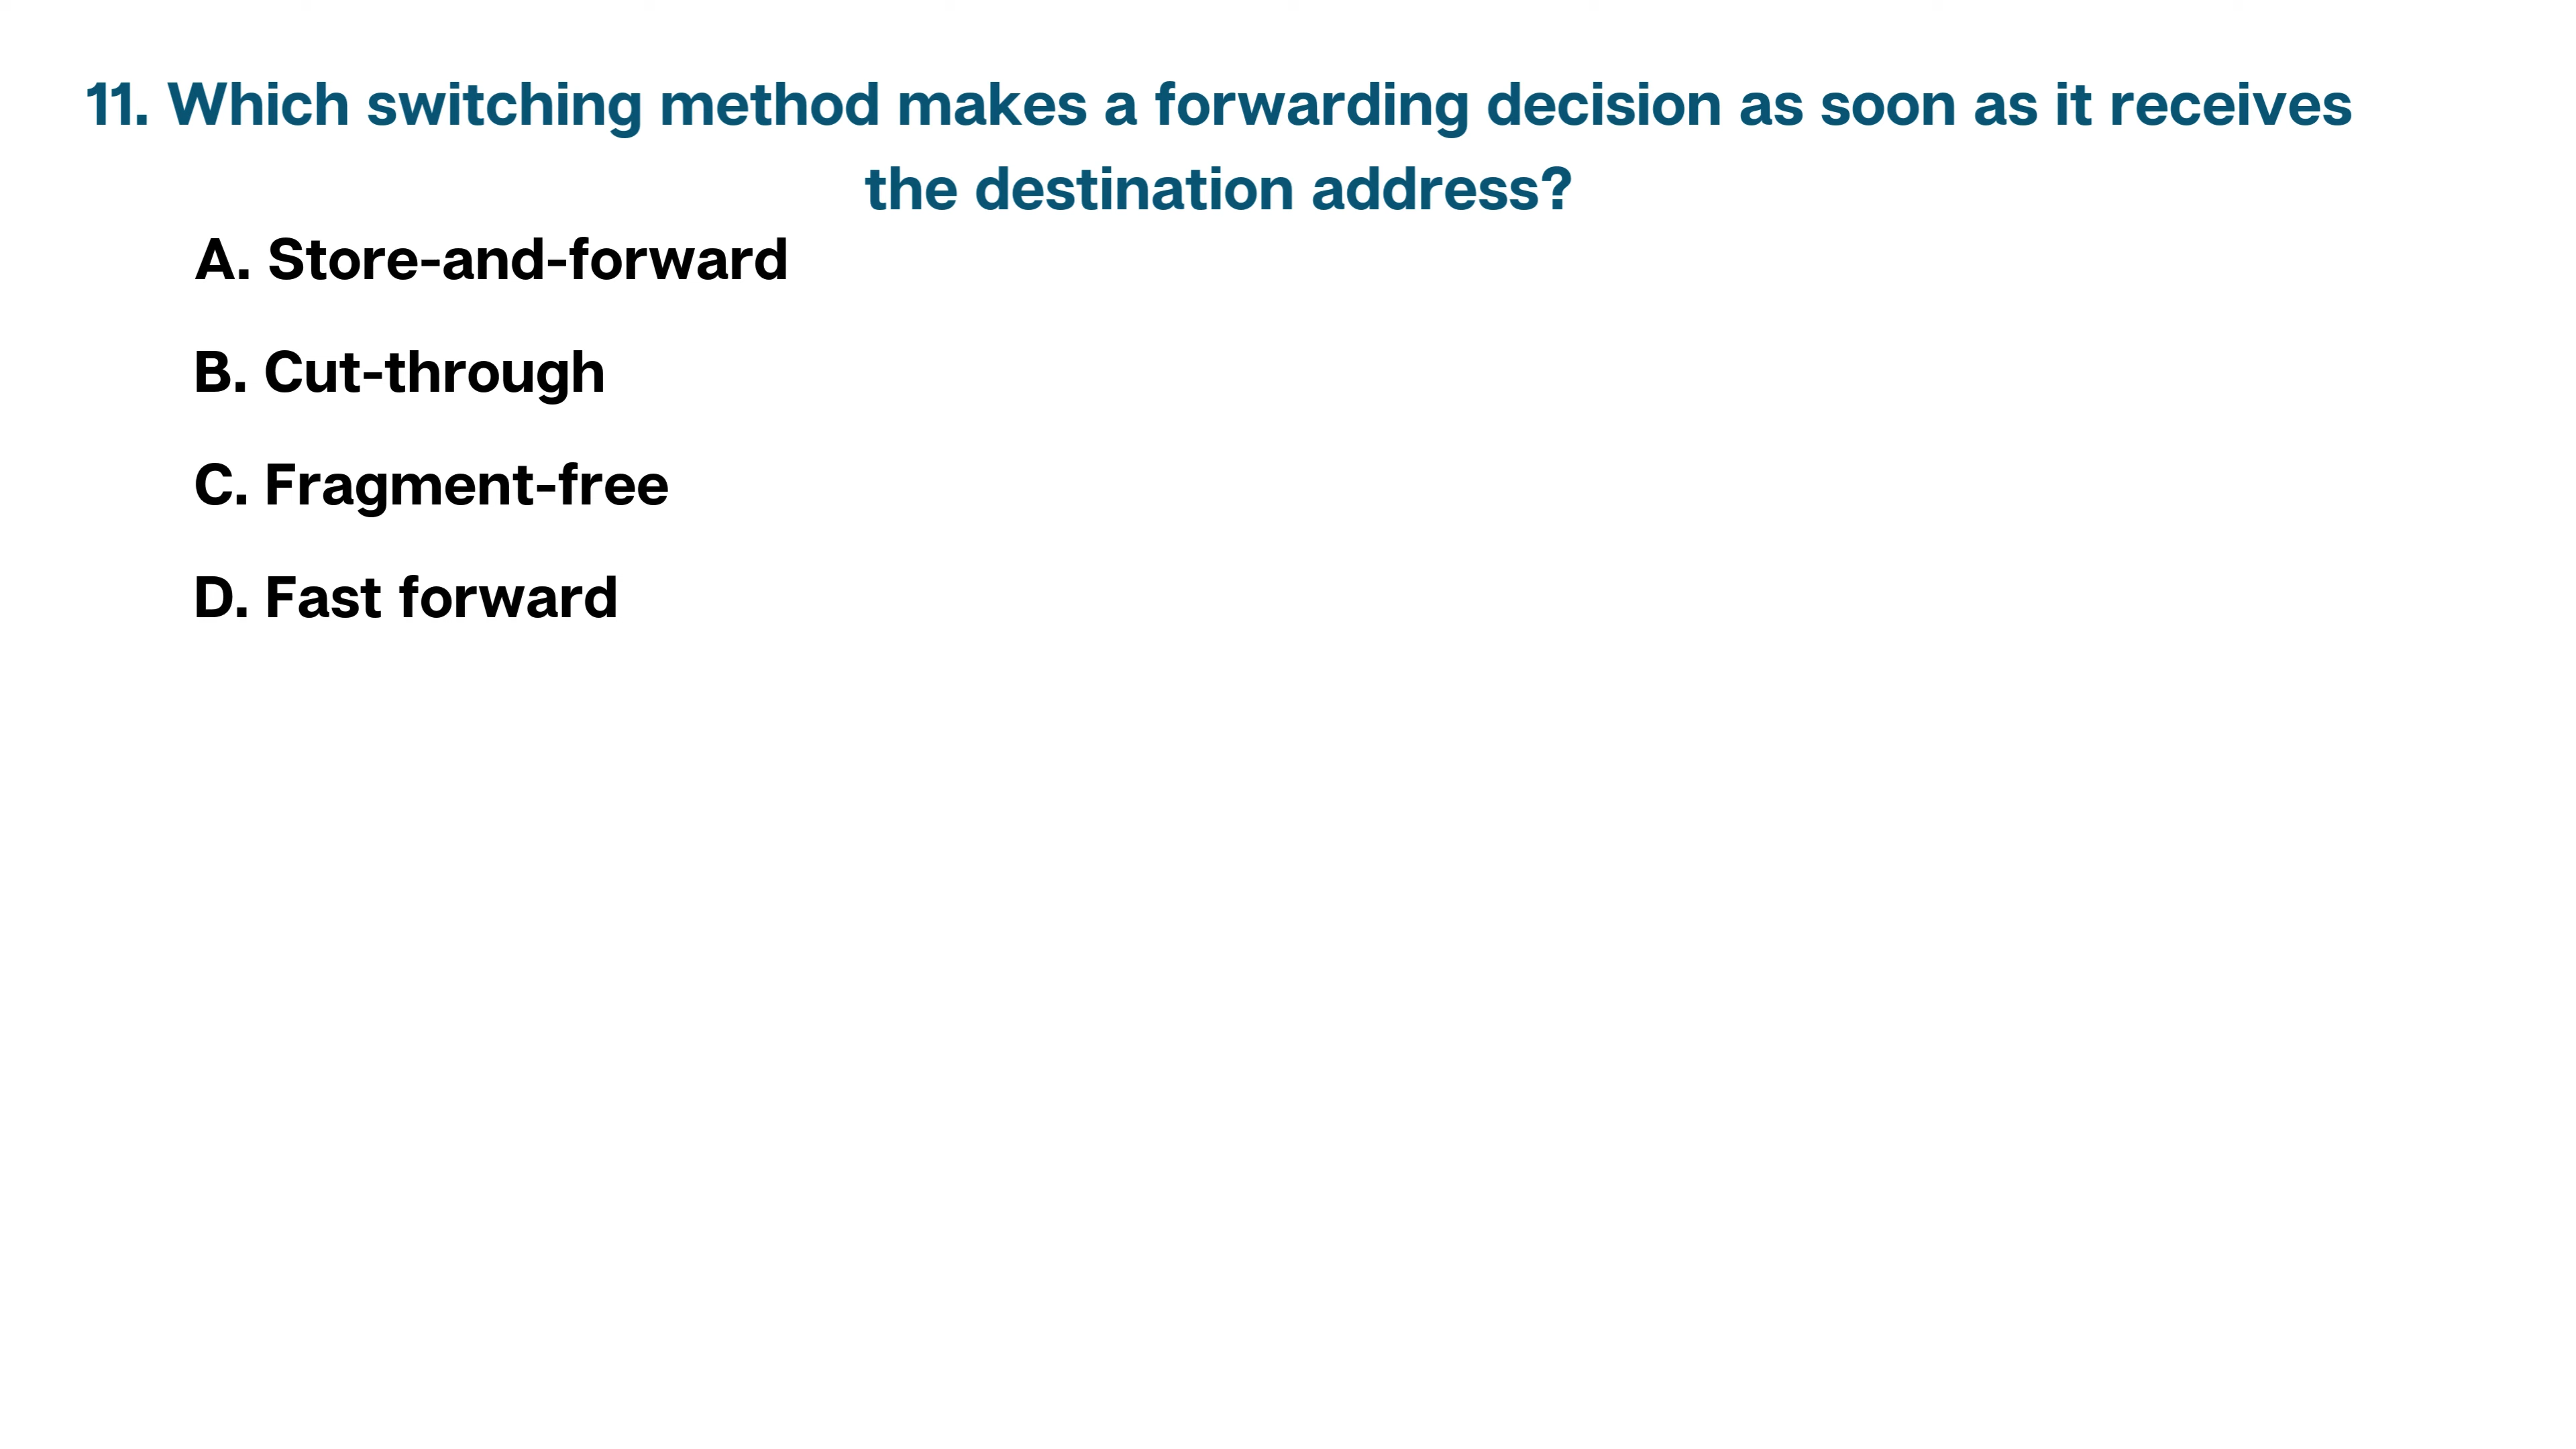 11. Which switching method makes a forwarding decision as soon as it receives
the destination address?
A. Store-and-forward
B. Cut-through
C. Fragment-free
D. Fast forward